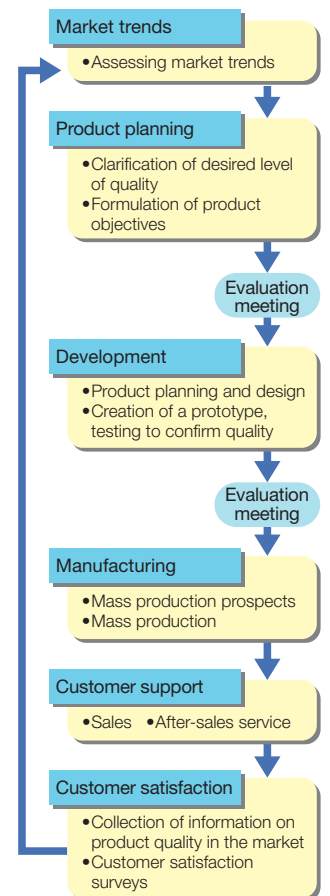 Market trends
•Assessing market trends
Product planning
•Clarification of desired level
of quality
•Formulation of product
objectives
Evaluation
meeting
Development
•Product planning and design
•Creation of a prototype,
testing to confirm quality
Evaluation
meeting
Manufacturing
•Mass production prospects
•Mass production
Customer support
•Sales •After-sales service
Customer satisfaction
•Collection of information on
product quality in the market
•Customer satisfaction
surveys